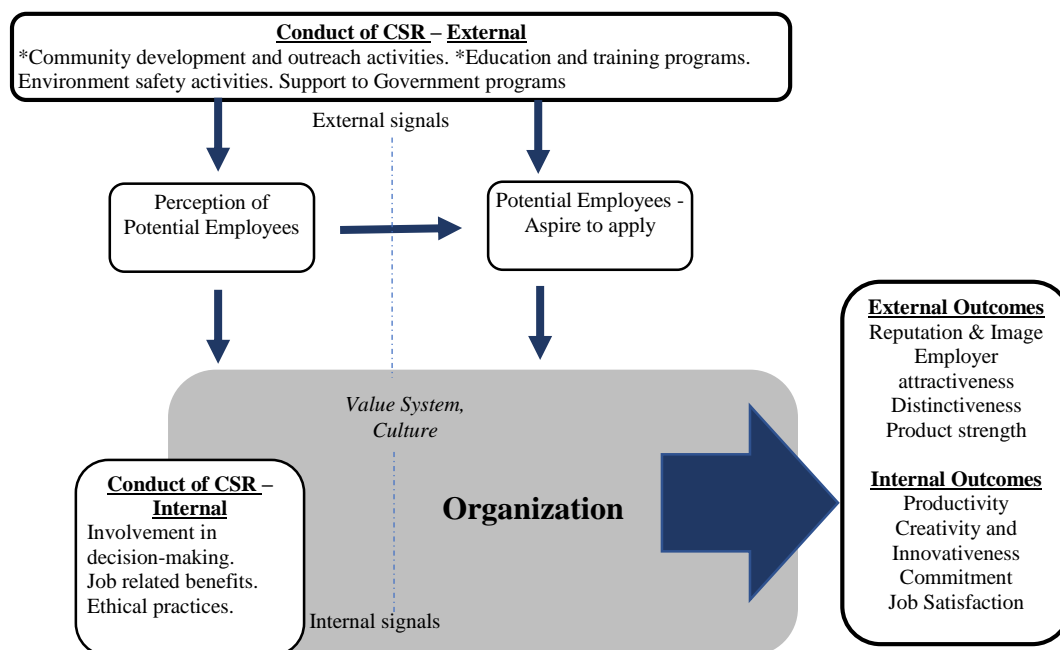 Conduct of CSR – External
*Community development and outreach activities. *Education and training programs.
Environment safety activities. Support to Government programs
External signals
Perception of
Potential Employees
Potential Employees -
Aspire to apply
Value System,
Culture
Conduct of CSR –
Internal
Involvement in
decision-making.
Job related benefits.
Ethical practices.
Organization
Internal signals
External Outcomes
Reputation & Image
Employer
attractiveness
Distinctiveness
Product strength
Internal Outcomes
Productivity
Creativity and
Innovativeness
Commitment
Job Satisfaction